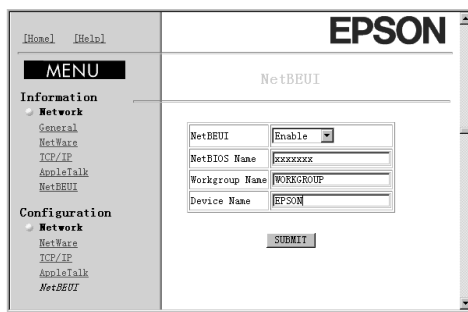 [Home] [Help]
EPSON
MENU
Information
Network
General
NetWare
TCP/IP
AppleTalk
NetBEUI
Configuration
Network
NetWare
TCP/IP
AppleTalk
NetBEUI
NetBEUI
NetBEUI Enable
NetBIOS Name xxxxxxx
Workgroup Name WORKGROUP
Device Name EPSON
SUBMIT